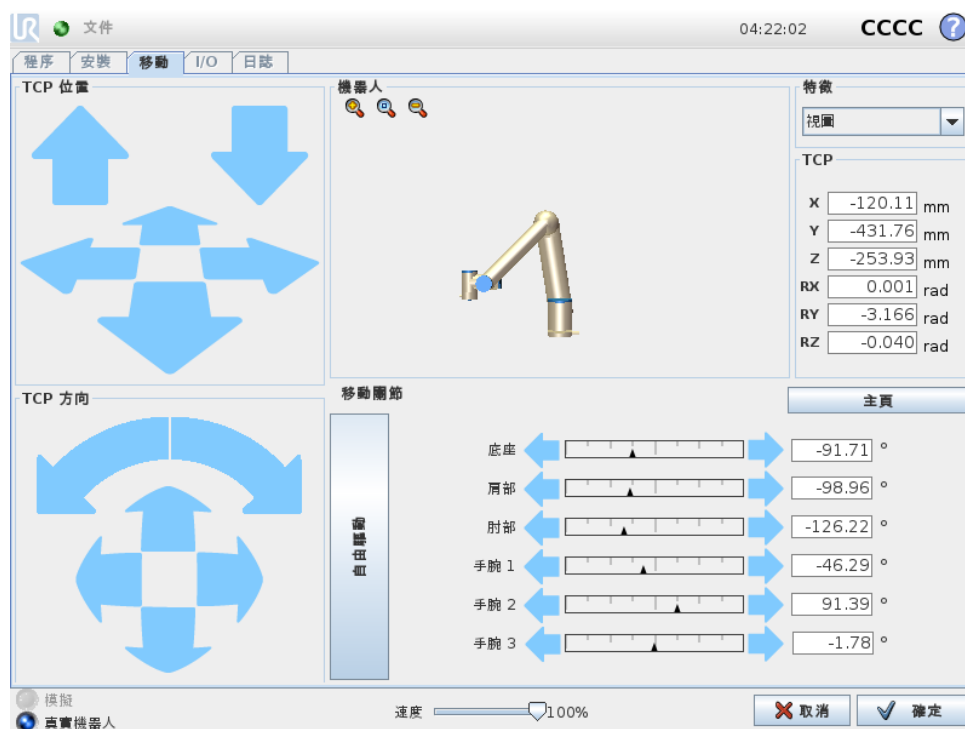 UR 文件 04:22:02 CCCC ?
程序 安裝 移動 I/O 日誌
TCP 位置
機器人
特徵
視圖
TCP
X -120.11 mm
Y -431.76 mm
Z -253.93 mm
RX 0.001 rad
RY -3.166 rad
RZ -0.040 rad
TCP 方向
移動關節
主頁
自由驅動
底座 -91.71 °
肩部 -98.96 °
肘部 -126.22 °
手腕 1 -46.29 °
手腕 2 91.39 °
手腕 3 -1.78 °
模擬
真實機器人
速度 100%
取消
確定